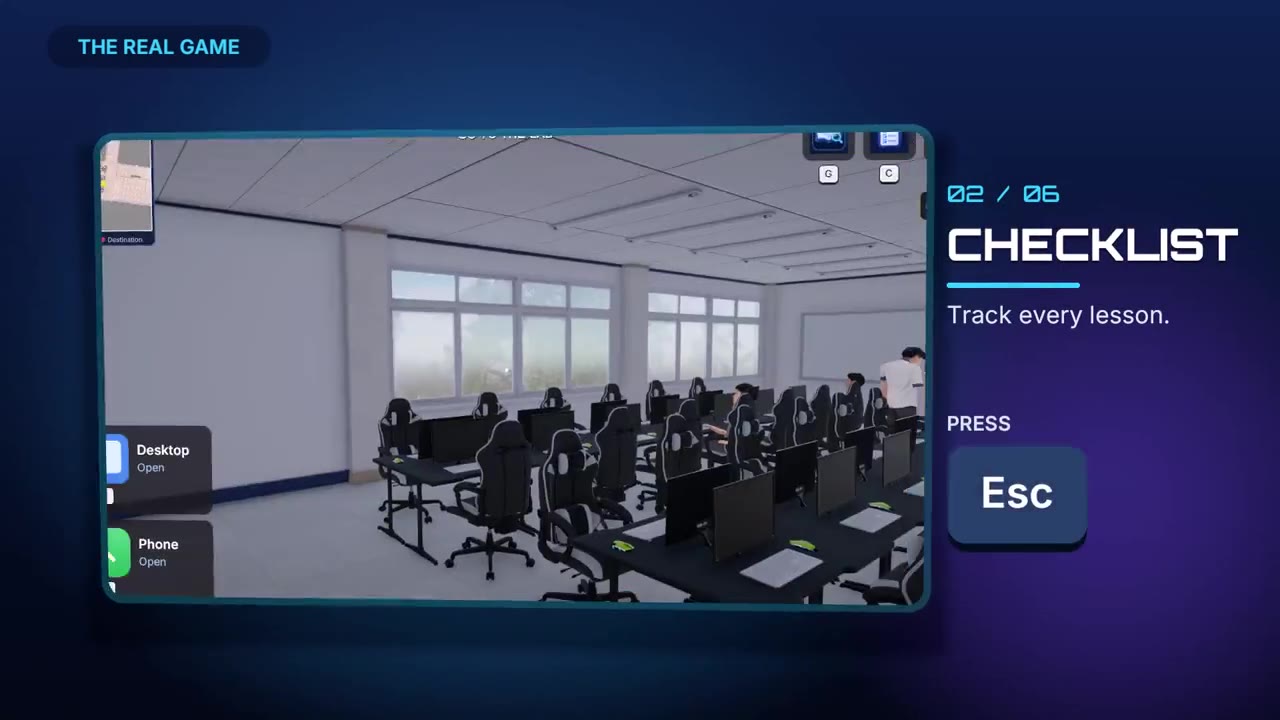 THE REAL GAME
G
C
Destination
Desktop
Open
Phone
Open
02 / 06
CHECKLIST
Track every lesson.
PRESS
Esc